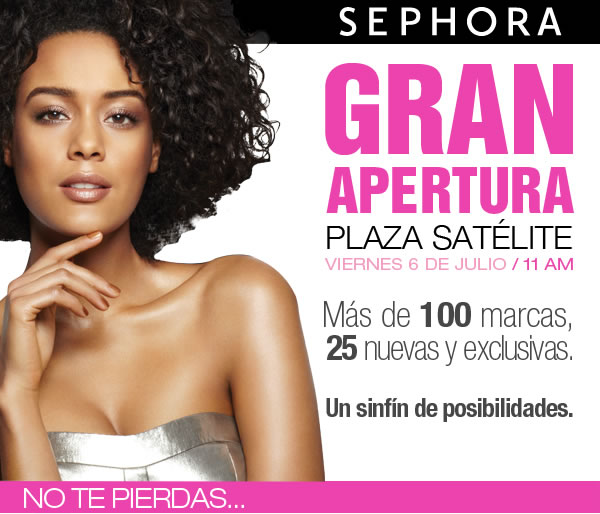 SEPHORA
GRAN
APERTURA
PLAZA SATÉLITE
VIERNES 6 DE JULIO / 11 AM
Más de 100 marcas,
25 nuevas y exclusivas.
Un sinfín de posibilidades.
NO TE PIERDAS...